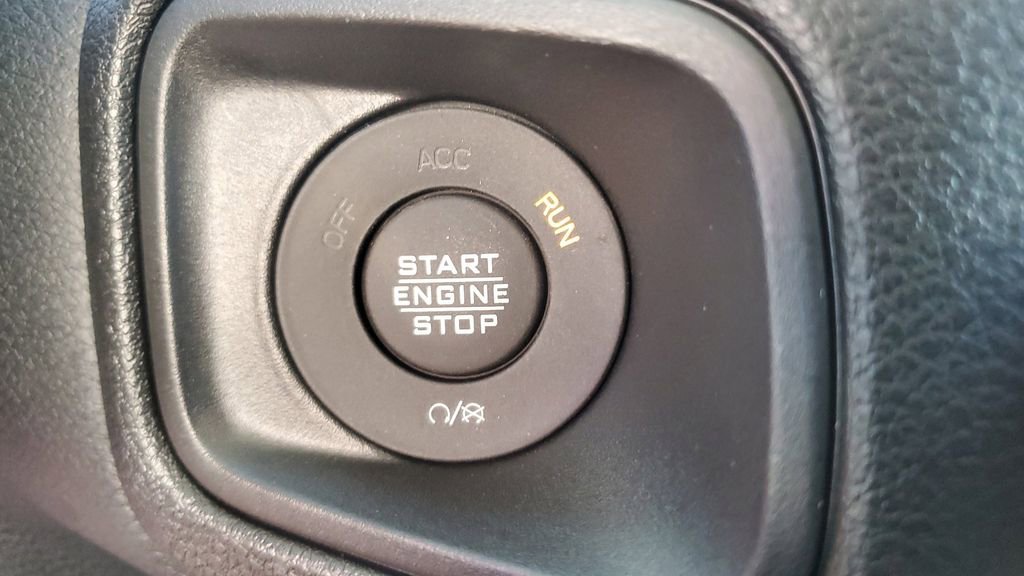 OFF
ACC
RUN
START
ENGINE
STOP